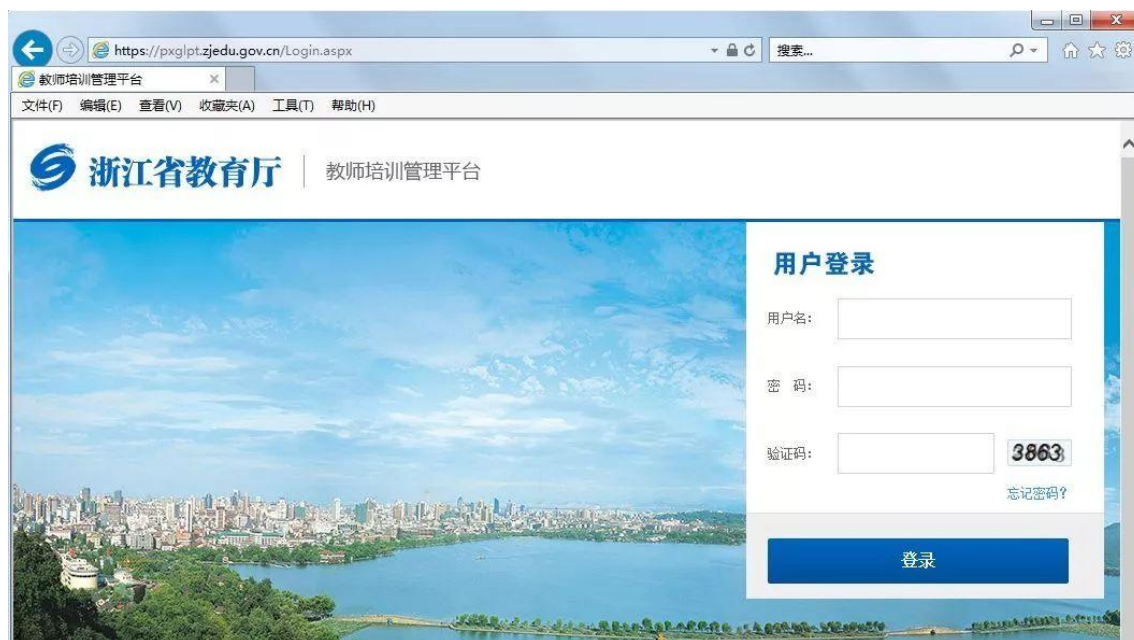 https://pxglpt.zjedu.gov.cn/Login.aspx
搜索...
教师培训管理平台
文件(F) 编辑(E) 查看(V) 收藏夹(A) 工具(T) 帮助(H)
浙江省教育厅 教师培训管理平台
用户登录
用户名:
密 码:
验证码: 3863
忘记密码?
登录